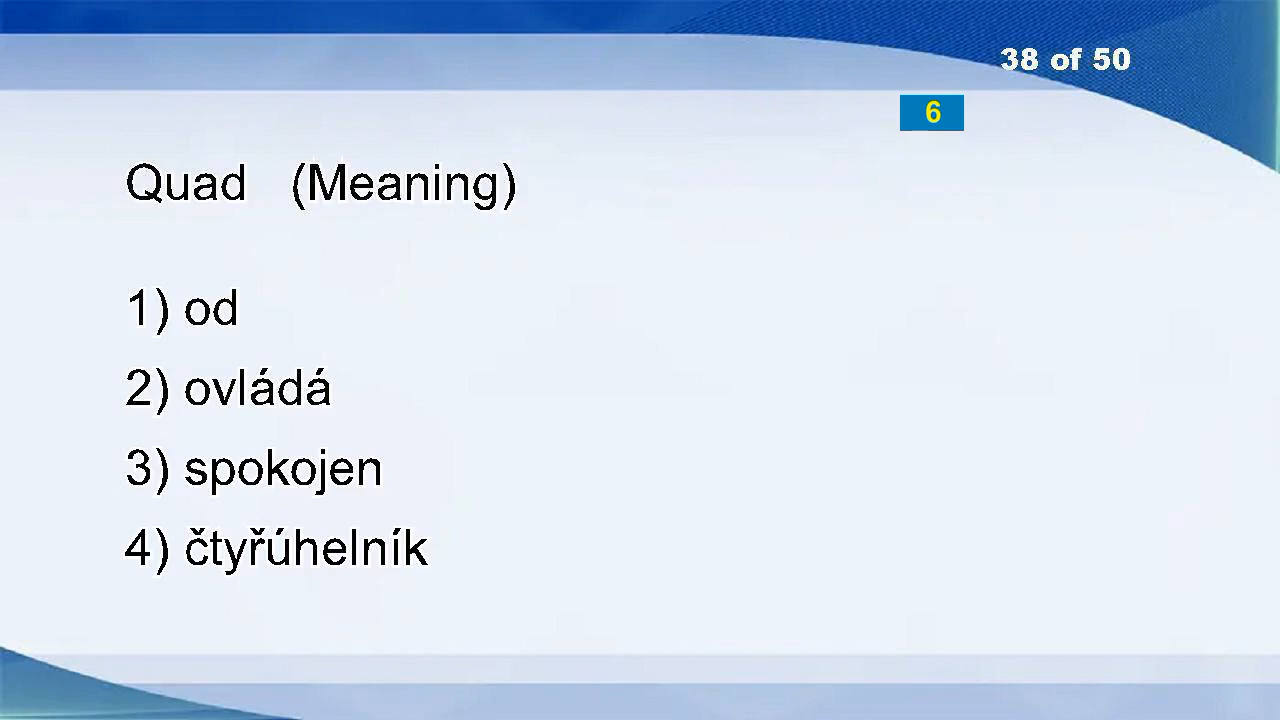 38 of 50
6
Quad (Meaning)
1) od
2) ovládá
3) spokojen
4) čtyřúhelník